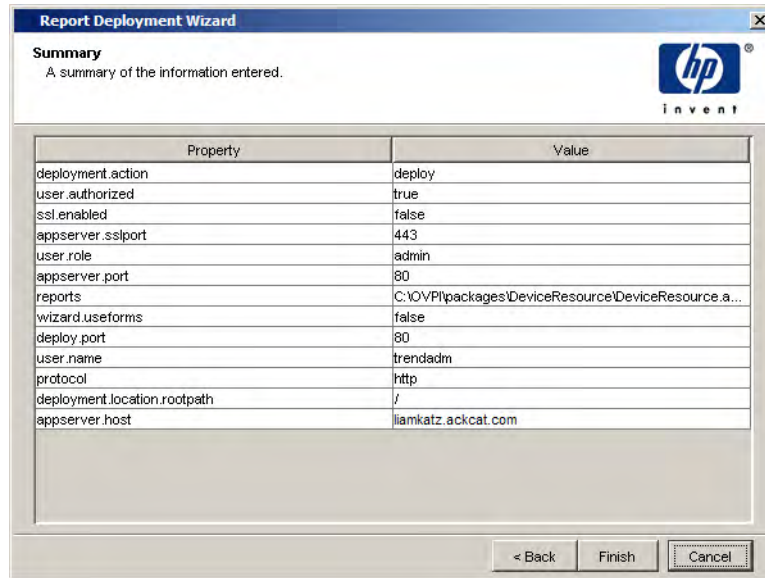 Report Deployment Wizard
Summary
A summary of the information entered.
hp ®
invent
Property Value
deployment.action deploy
user.authorized true
ssl.enabled false
appserver.sslport 443
user.role admin
appserver.port 80
reports C:\OVPI\packages\DeviceResource\DeviceResource.a...
wizard.useforms false
deploy.port 80
user.name trendadm
protocol http
deployment.location.rootpath /
appserver.host liamkatz.ackcat.com
< Back Finish Cancel